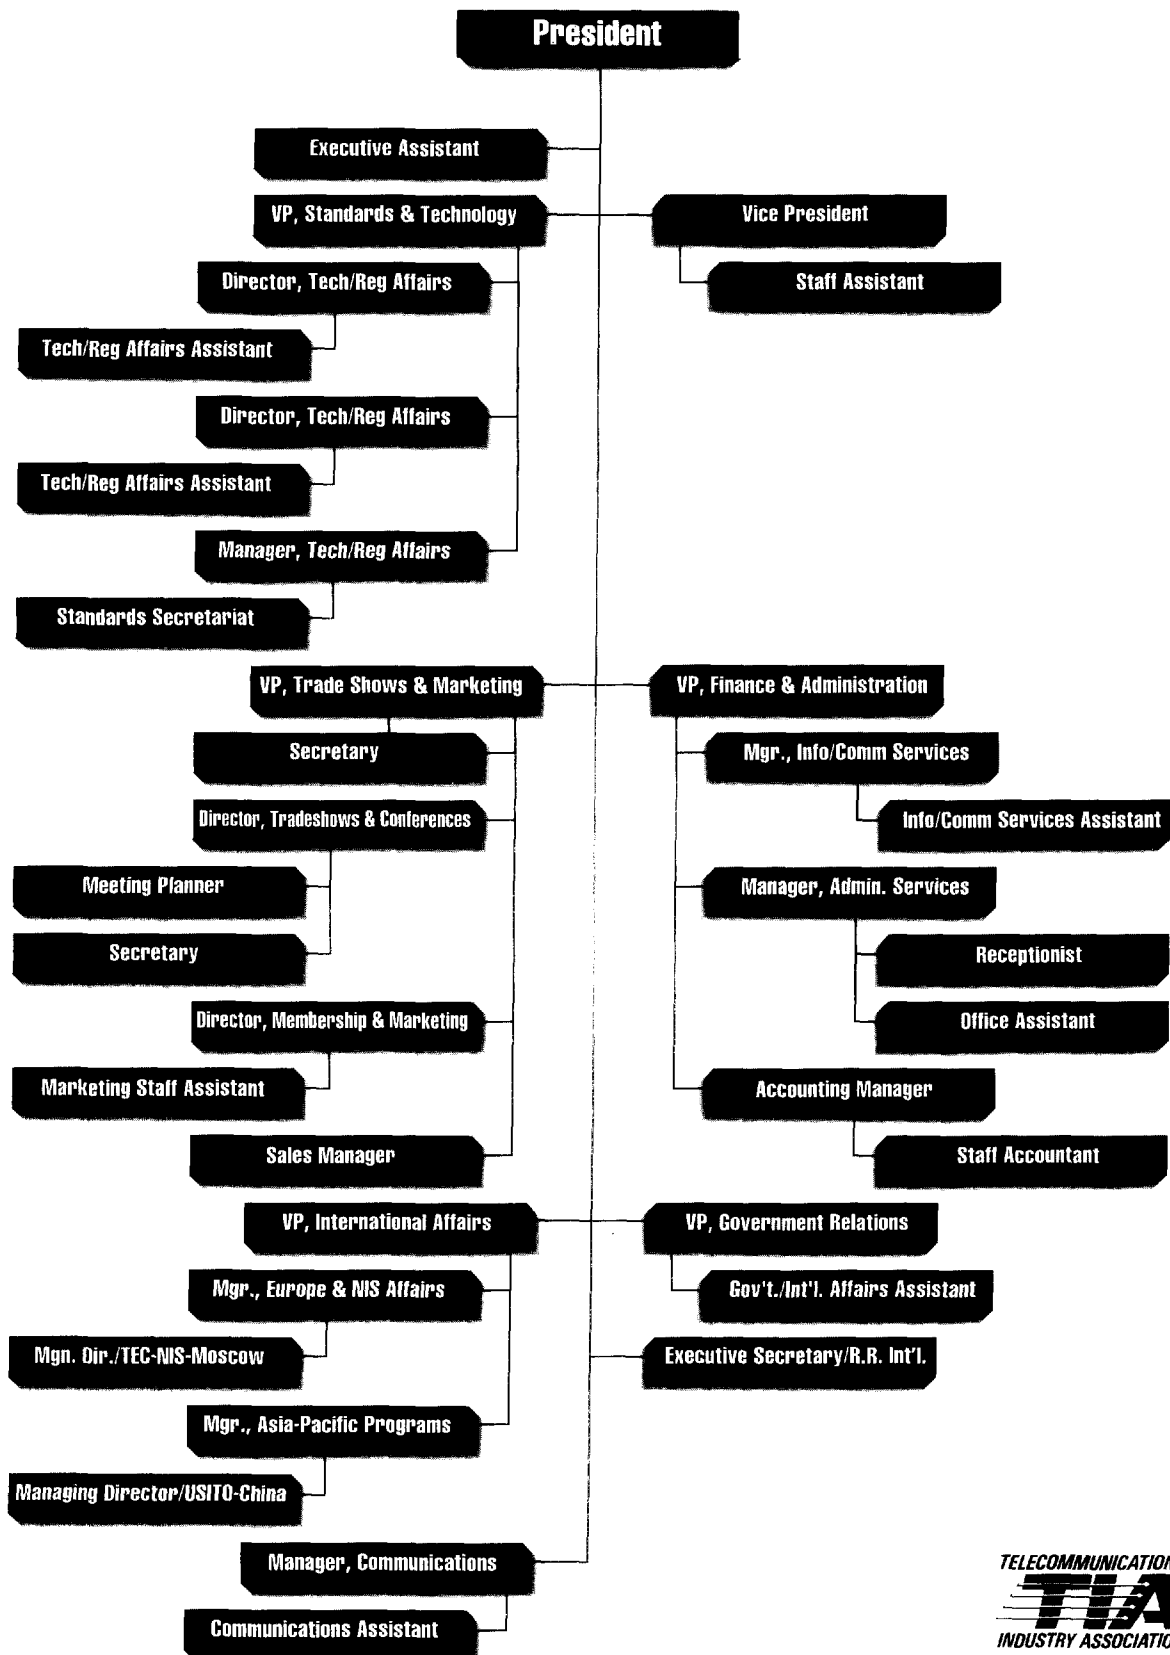 President
Executive Assistant
VP, Standards & Technology
Vice President
Director, Tech/Reg Affairs
Staff Assistant
Tech/Reg Affairs Assistant
Director, Tech/Reg Affairs
Tech/Reg Affairs Assistant
Manager, Tech/Reg Affairs
Standards Secretariat
VP, Trade Shows & Marketing
VP, Finance & Administration
Secretary
Mgr., Info/Comm Services
Director, Tradeshows & Conferences
Info/Comm Services Assistant
Meeting Planner
Manager, Admin. Services
Secretary
Receptionist
Director, Membership & Marketing
Office Assistant
Marketing Staff Assistant
Accounting Manager
Sales Manager
Staff Accountant
VP, International Affairs
VP, Government Relations
Mgr., Europe & NIS Affairs
Gov't./Int'l. Affairs Assistant
Mgn. Dir./TEC-NIS-Moscow
Executive Secretary/R.R. Int'l.
Mgr., Asia-Pacific Programs
Managing Director/USITO-China
Manager, Communications
Communications Assistant
TELECOMMUNICATION
TIA
INDUSTRY ASSOCIATIO